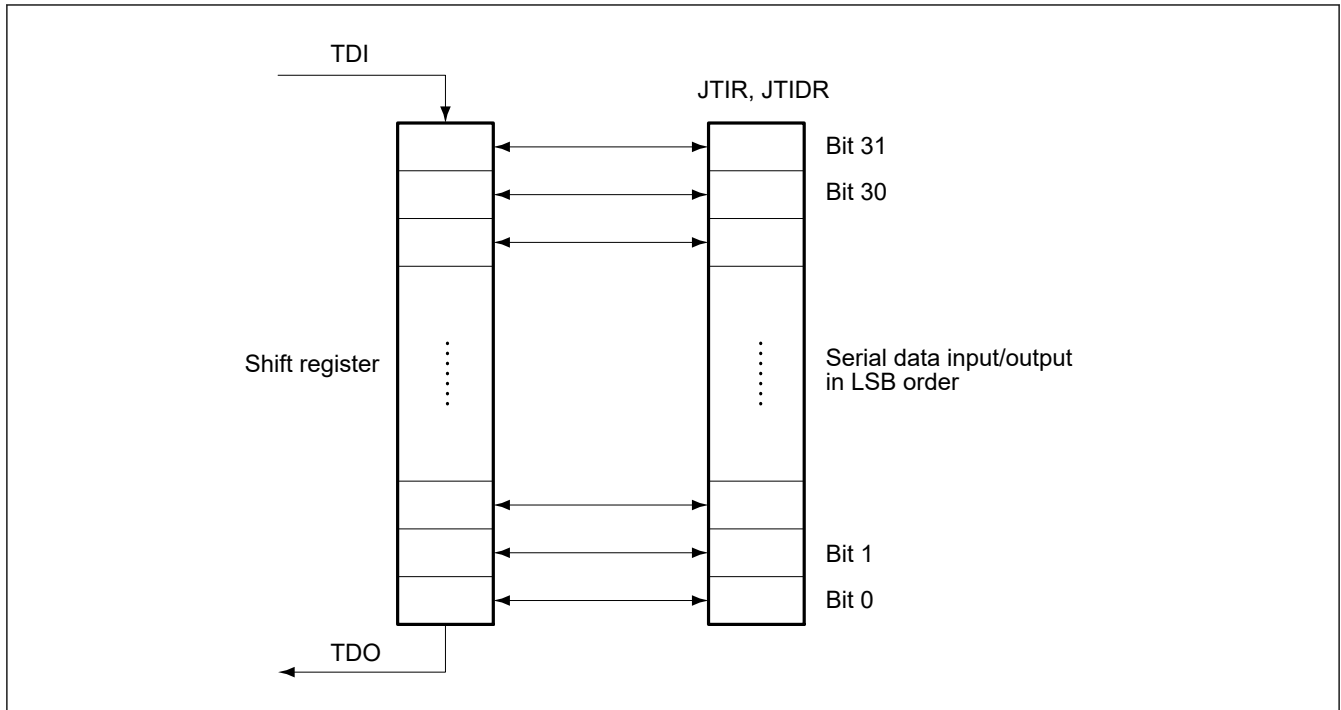 TDI
JTIR, JTIDR
Bit 31
Bit 30
Shift register
Serial data input/output
in LSB order
Bit 1
Bit 0
TDO